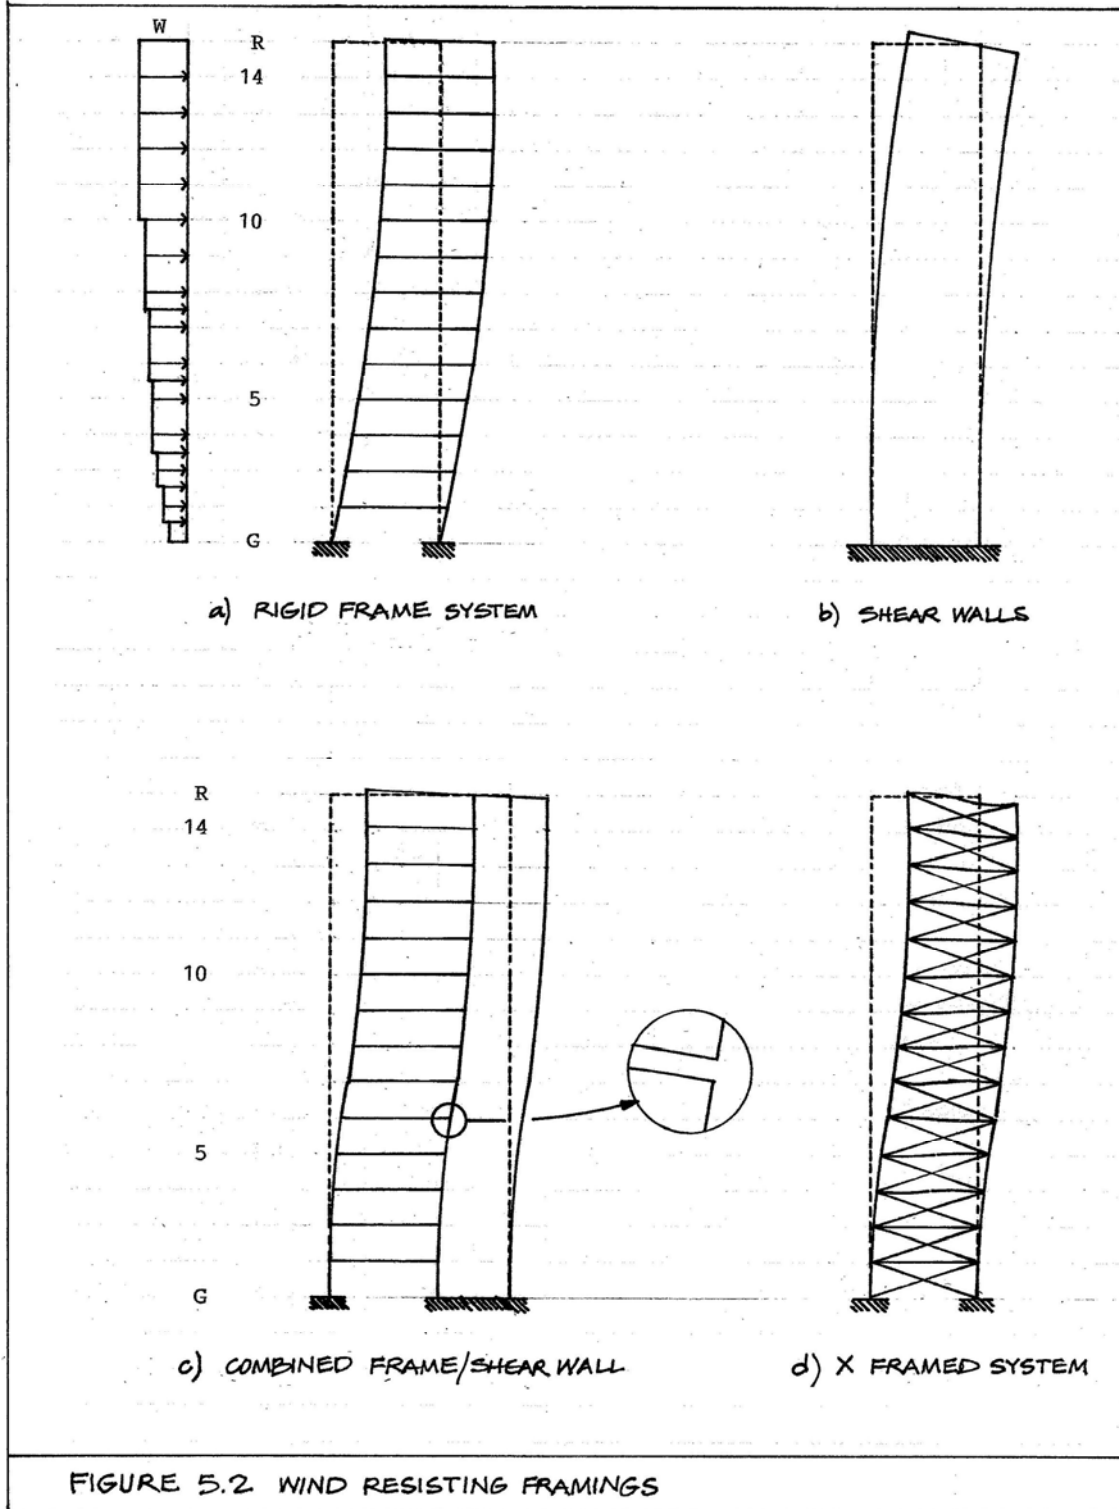 W
R
14
10
5
G
a) RIGID FRAME SYSTEM
b) SHEAR WALLS
R
14
10
5
G
c) COMBINED FRAME/SHEAR WALL
d) X FRAMED SYSTEM
FIGURE 5.2 WIND RESISTING FRAMINGS